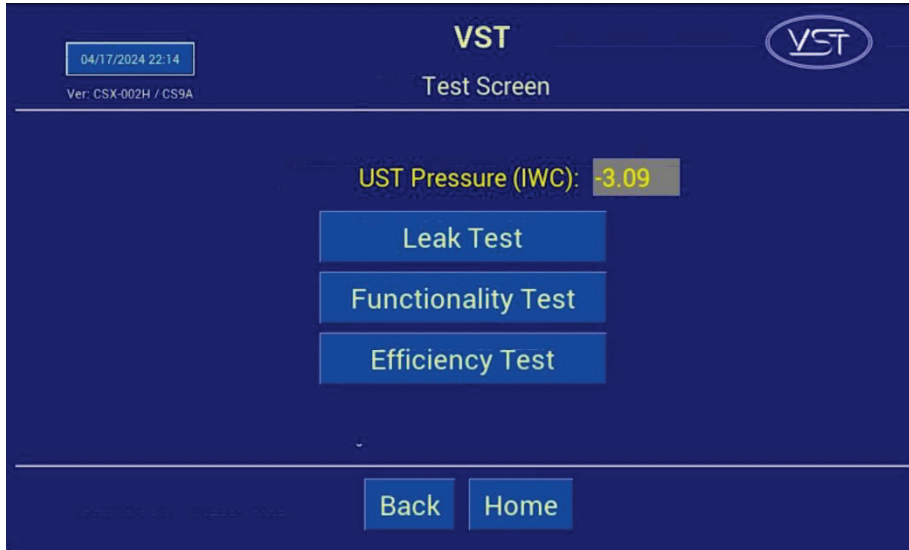 VST
04/17/2024 22:14
VST
Ver: CSX-002H / CS9A
Test Screen
UST Pressure (IWC): -3.09
Leak Test
Functionality Test
Efficiency Test
Back Home